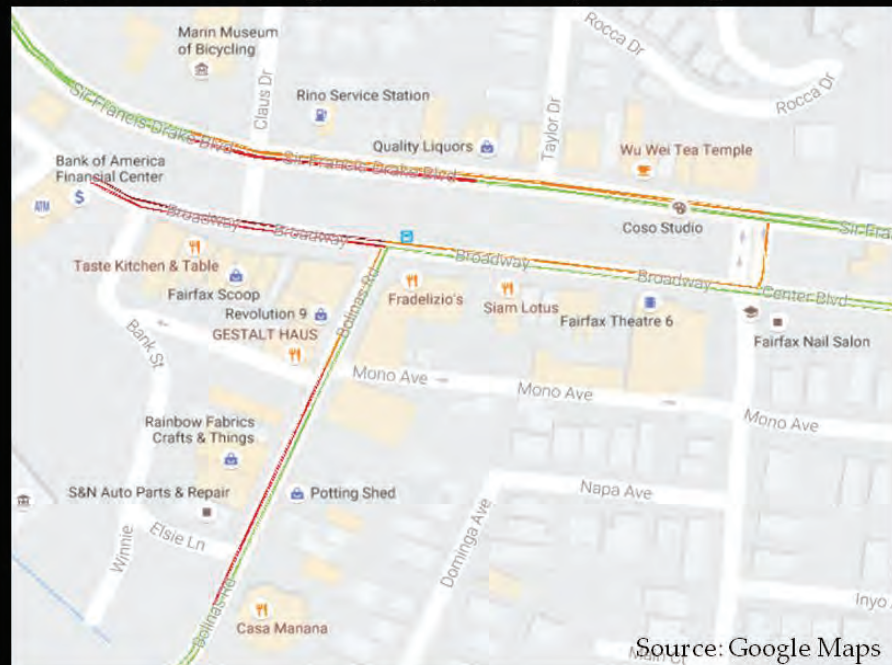 Marin Museum
of Bicycling
Rocca Dr
Rocca Dr
Claus Dr
Rino Service Station
Sir Francis Drake Blvd
Quality Liquors
Taylor Dr
Sir Francis Drake Blvd
Wu Wei Tea Temple
Bank of America
Financial Center
ATM
$
Coso Studio
Broadway
Broadway
Broadway
Broadway
Center Blvd
Taste Kitchen & Table
Fairfax Scoop
Revolution 9
GESTALT HAUS
Bolinas Rd
Fradelizio's
Siam Lotus
Fairfax Theatre 6
Fairfax Nail Salon
Bank St
Mono Ave
Mono Ave
Mono Ave
Rainbow Fabrics
Crafts & Things
S&N Auto Parts & Repair
Potting Shed
Napa Ave
Dominga Ave
Elsie Ln
Winnie
Bolinas Rd
Casa Manana
Inyo
Source: Google Maps